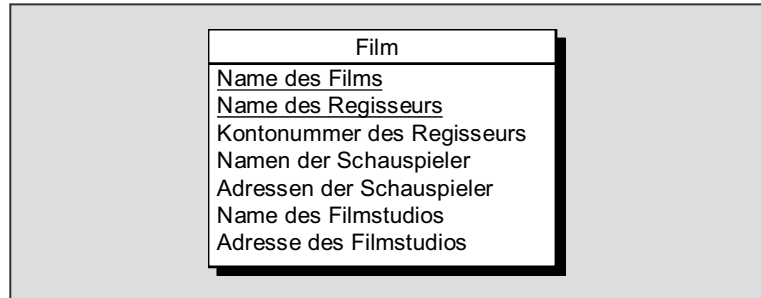 Film
Name des Films
Name des Regisseurs
Kontonummer des Regisseurs
Namen der Schauspieler
Adressen der Schauspieler
Name des Filmstudios
Adresse des Filmstudios